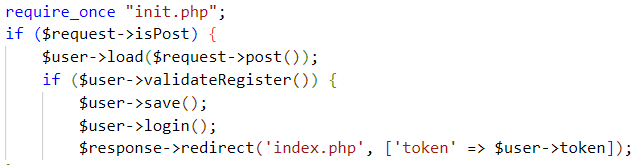 require_once "init.php";
if ($request->isPost) {
$user->load($request->post());
if ($user->validateRegister()) {
$user->save();
$user->login();
$response->redirect('index.php', ['token' => $user->token]);